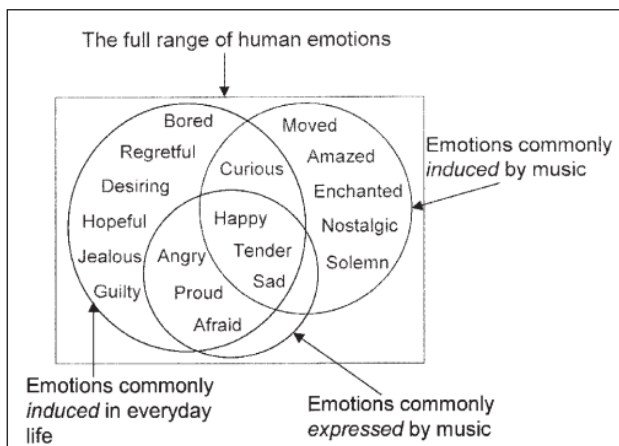 The full range of human emotions
Bored
Regretful
Desiring
Hopeful
Jealous
Guilty
Curious
Happy
Tender
Sad
Angry
Proud
Afraid
Moved
Amazed
Enchanted
Nostalgic
Solemn
Emotions commonly
induced by music
Emotions commonly
induced in everyday
life
Emotions commonly
expressed by music